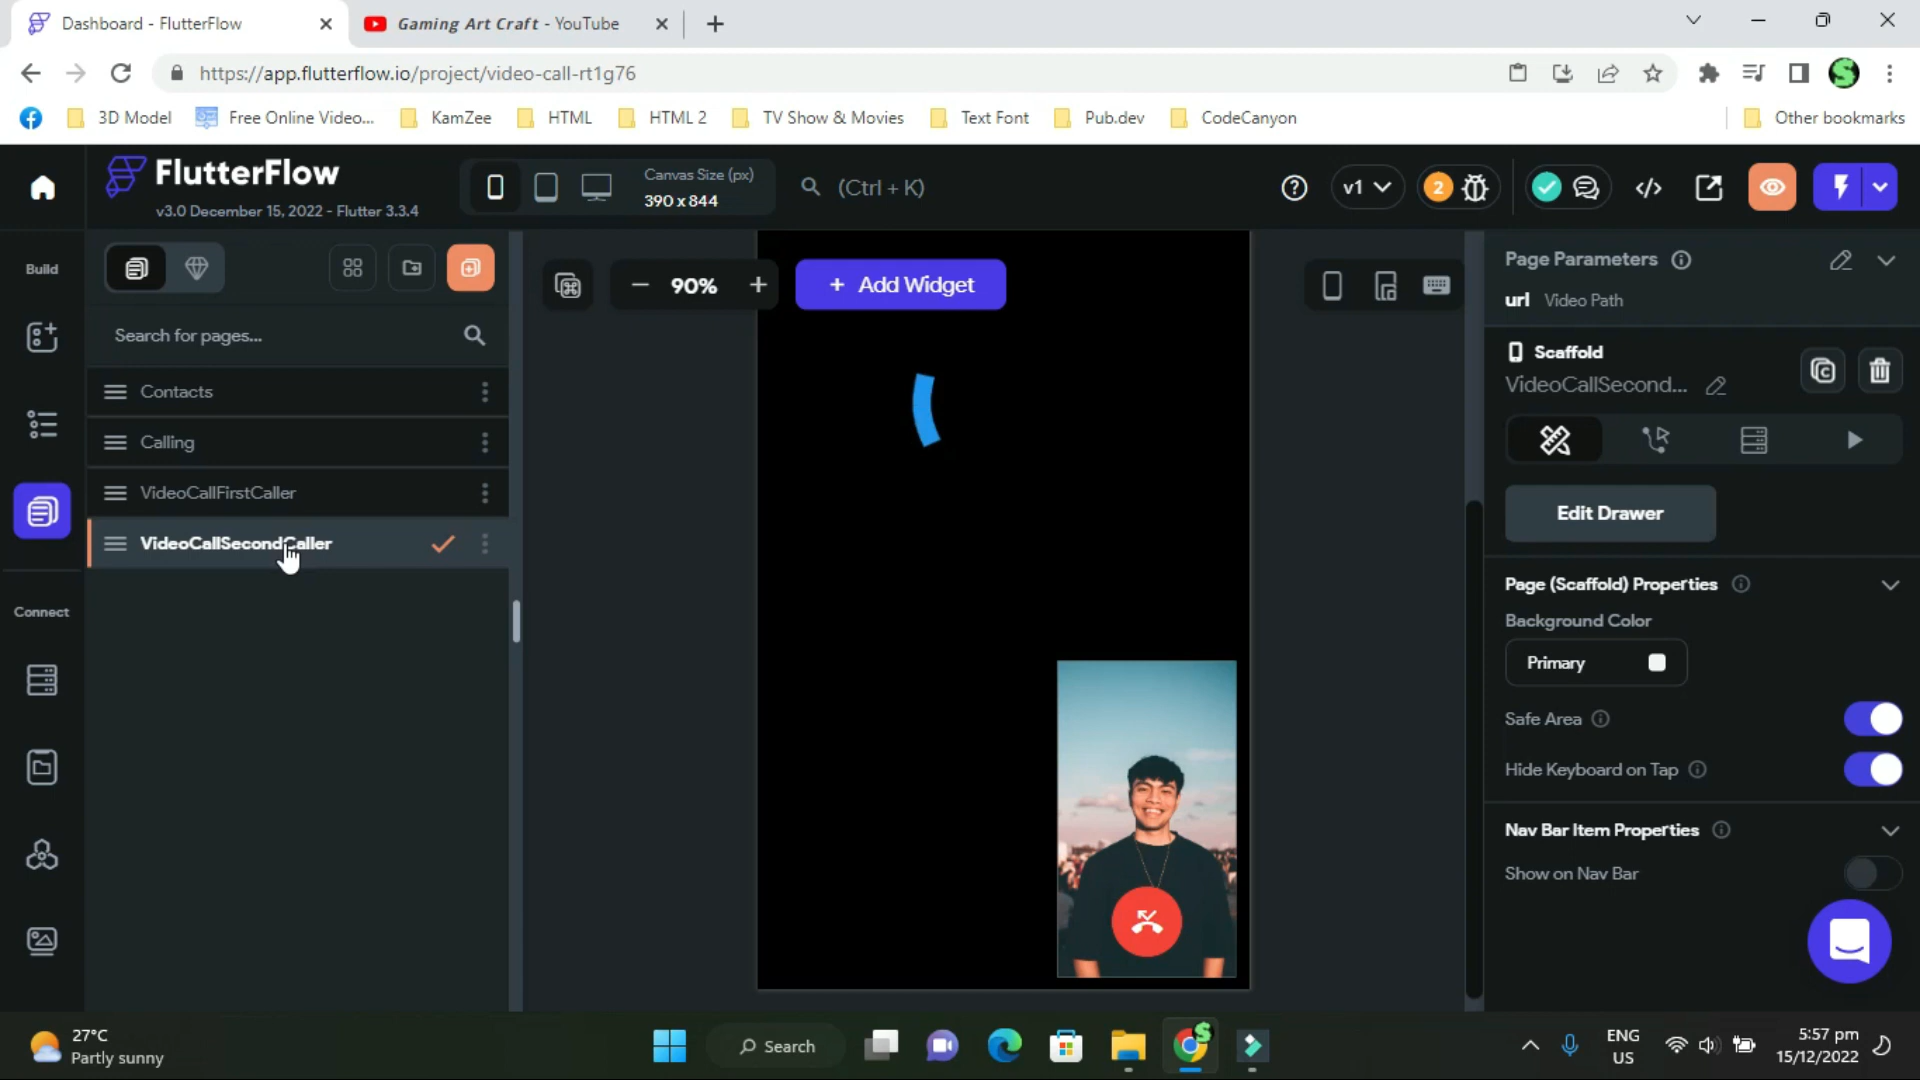 Dashboard - FlutterFlow
Gaming Art Craft - YouTube
https://app.flutterflow.io/project/video-call-rt1g76
3D Model
Free Online Video...
KamZee
HTML
HTML 2
TV Show & Movies
Text Font
Pub.dev
CodeCanyon
Other bookmarks
FlutterFlow
v3.0 December 15, 2022 - Flutter 3.3.4
Canvas Size (px)
390 x 844
(Ctrl + K)
v1
2
Build
Search for pages...
Contacts
Calling
VideoCallFirstCaller
VideoCallSecondCaller
Connect
90%
+ Add Widget
Page Parameters
url Video Path
Scaffold
VideoCallSecond...
Edit Drawer
Page (Scaffold) Properties
Background Color
Primary
Safe Area
Hide Keyboard on Tap
Nav Bar Item Properties
Show on Nav Bar
27°C
Partly sunny
Search
ENG
US
5:57 pm
15/12/2022